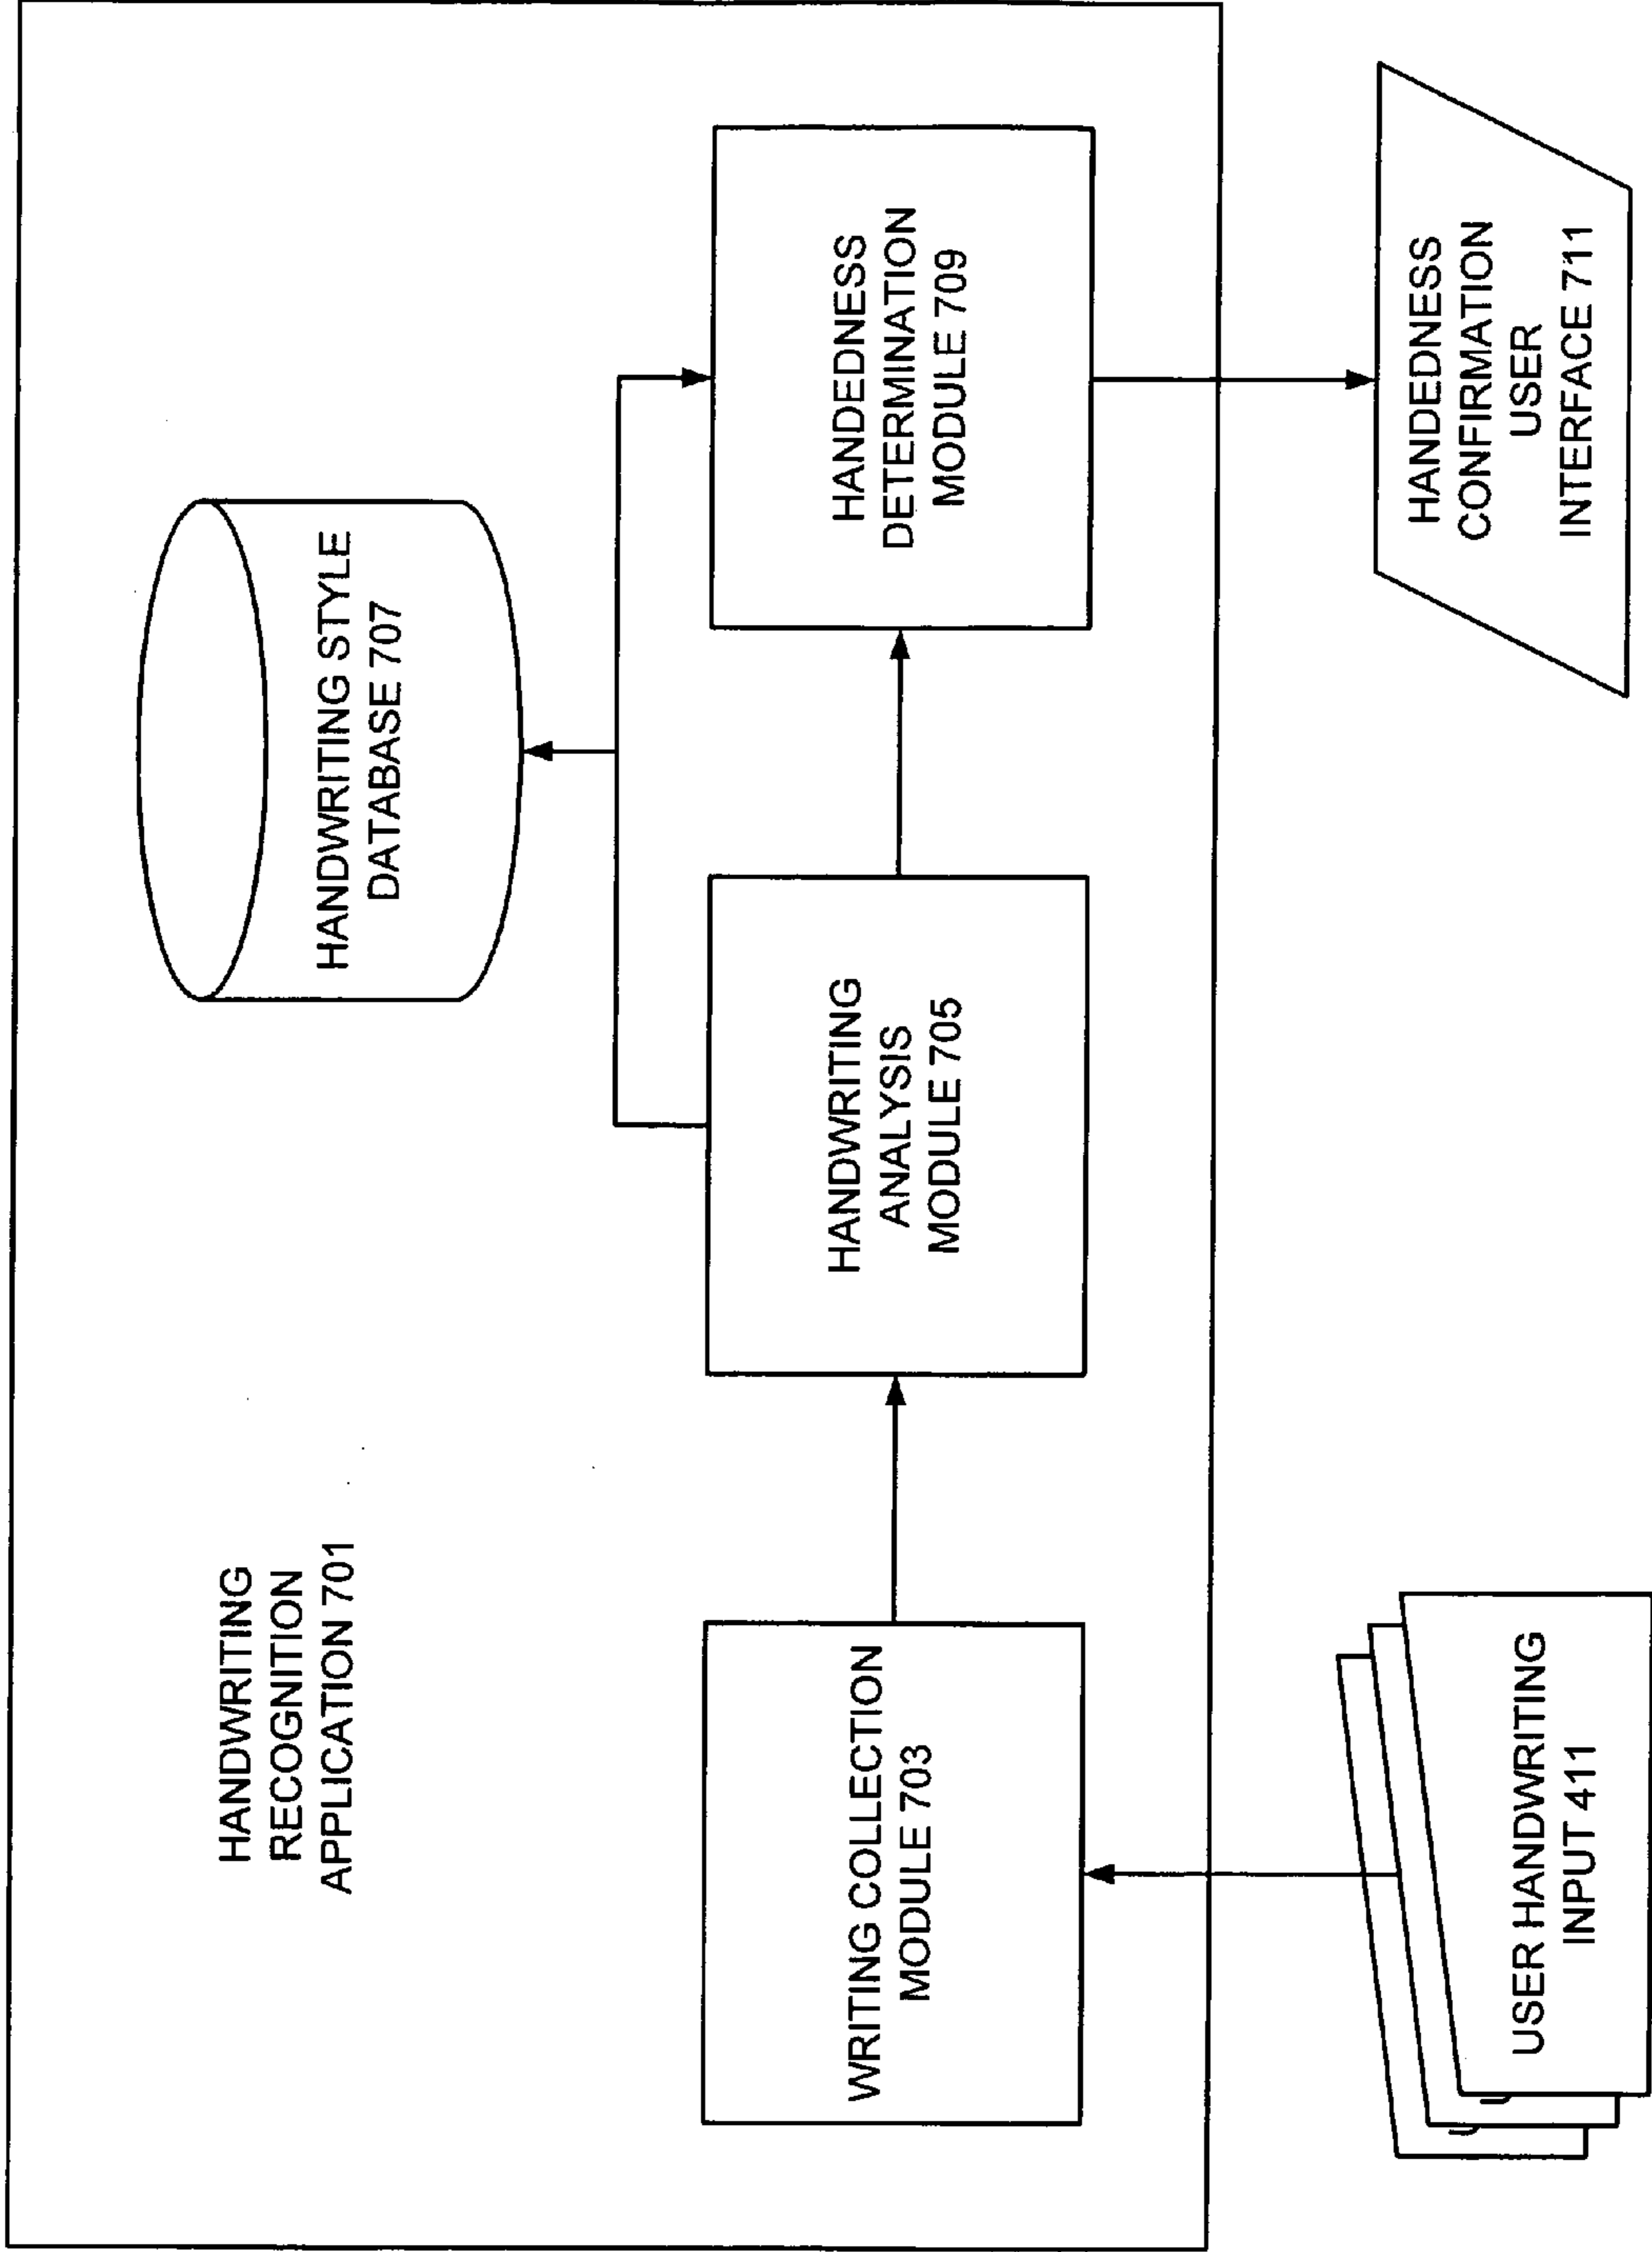 HANDWRITING
RECOGNITION
APPLICATION 701
HANDWRITING STYLE
DATABASE 707
WRITING COLLECTION
MODULE 703
HANDWRITING
ANALYSIS
MODULE 705
HANDEDNESS
DETERMINATION
MODULE 709
USER HANDWRITING
INPUT 411
HANDEDNESS
CONFIRMATION
USER
INTERFACE 711